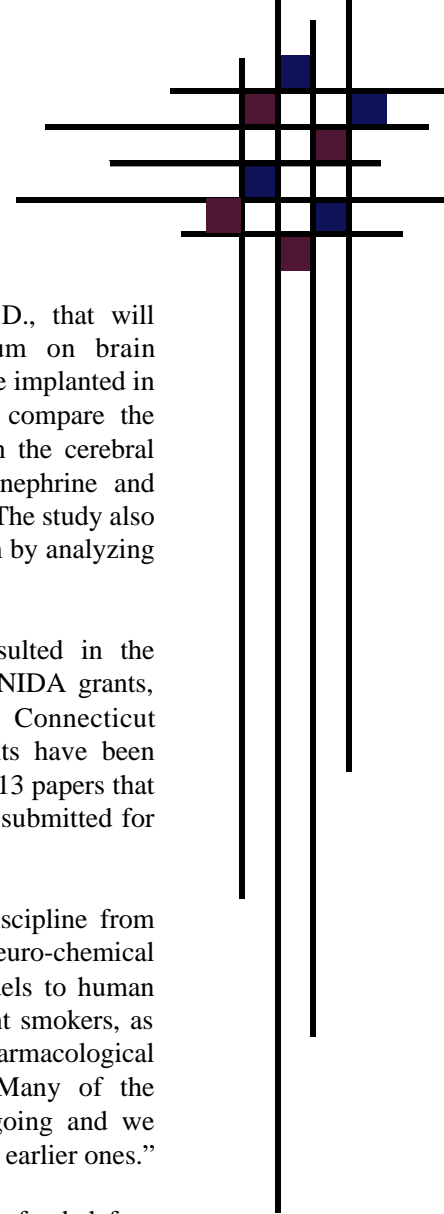 D., that will
um on brain
e implanted in
compare the
n the cerebral
nephrine and
The study also
n by analyzing
sulted in the
NIDA grants,
Connecticut
ts have been
13 papers that
submitted for
scipline from
euro-chemical
els to human
nt smokers, as
armacological
Many of the
going and we
earlier ones.”